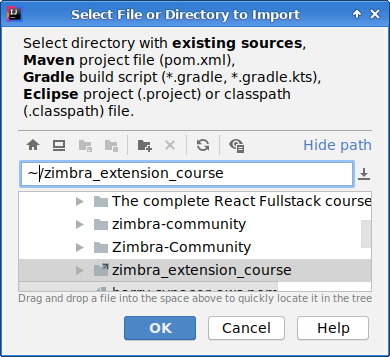 Select File or Directory to Import
Select directory with existing sources,
Maven project file (pom.xml),
Gradle build script (*.gradle, *.gradle.kts),
Eclipse project (.project) or classpath
(.classpath) file.
Hide path
~/zimbra_extension_course
The complete React Fullstack course
zimbra-community
Zimbra-Community
zimbra_extension_course
Drag and drop a file into the space above to quickly locate it in the tree
OK
Cancel
Help